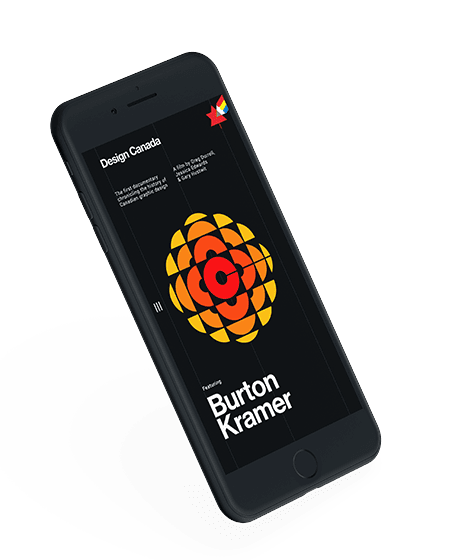 Design Canada
The first documentary
chronicling the history of
Canadian graphic design
A film by Greg Durrell,
Jessica Edwards
& Gary Hustwit
Featuring
Burton
Kramer